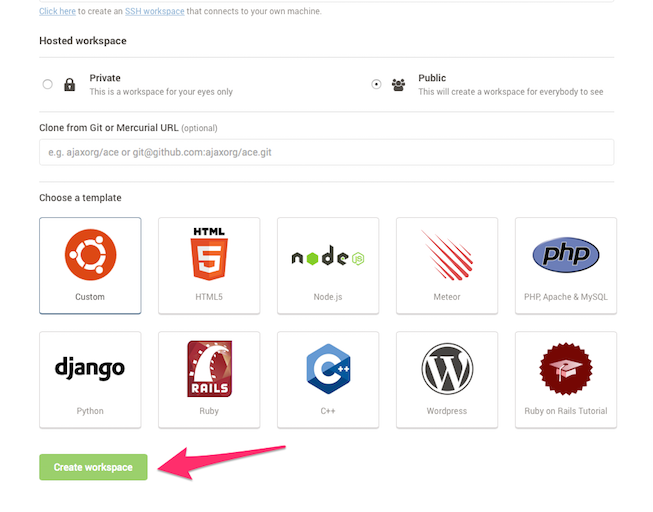 Click here to create an SSH workspace that connects to your own machine.
Hosted workspace
Private
This is a workspace for your eyes only
Public
This will create a workspace for everybody to see
Clone from Git or Mercurial URL (optional)
e.g. ajaxorg/ace or git@github.com:ajaxorg/ace.git
Choose a template
Custom
HTML
5
HTML5
node
JS
Node.js
Meteor
php
PHP, Apache & MySQL
django
Python
RAILS
Ruby
C++
C++
W
Wordpress
Ruby on Rails Tutorial
Create workspace